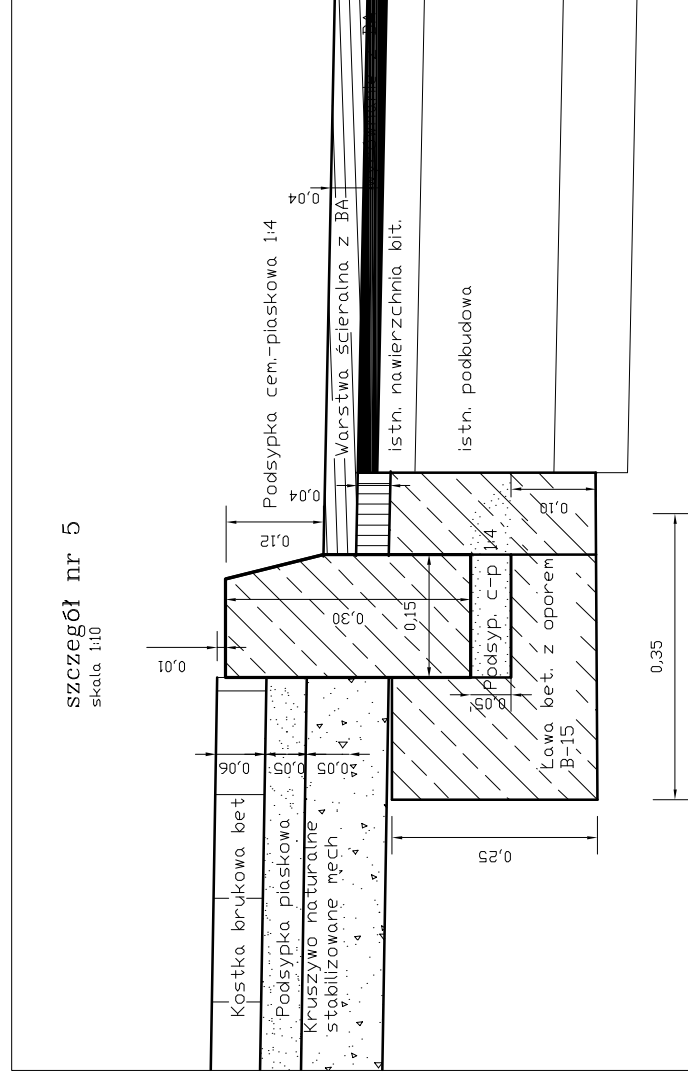 szczegół nr 5
skala 1:10
Podsypka cem.-piaskowa 1:4
0,04
Warstwa ścieralna z BA
BA
istn. nawierzchnia bit.
istn. podbudowa
0,04
0,12
0,01
0,30
0,15
0,10
Podsyp. c-p 1:4
0,05
Ława bet. z oporem
B-15
0,35
0,25
0,06
0,05
0,05
Kostka brukowa bet
Podsypka piaskowa
Kruszywo naturalne
stabilizowane mech